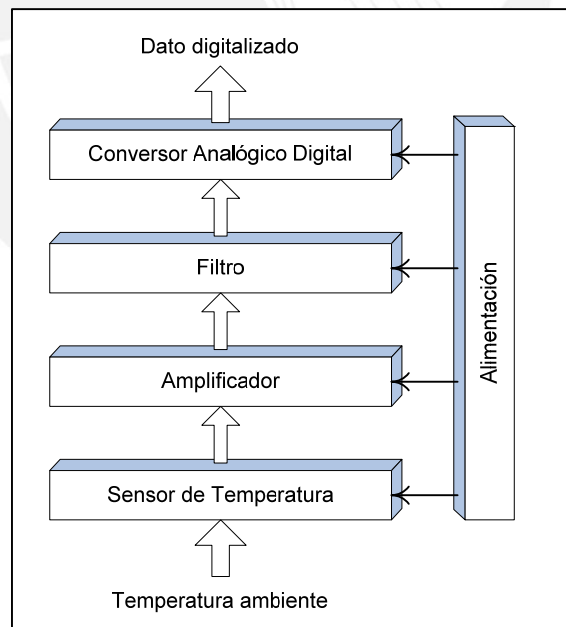 Dato digitalizado
Conversor Analógico Digital
Filtro
Amplificador
Sensor de Temperatura
Temperatura ambiente
Alimentación